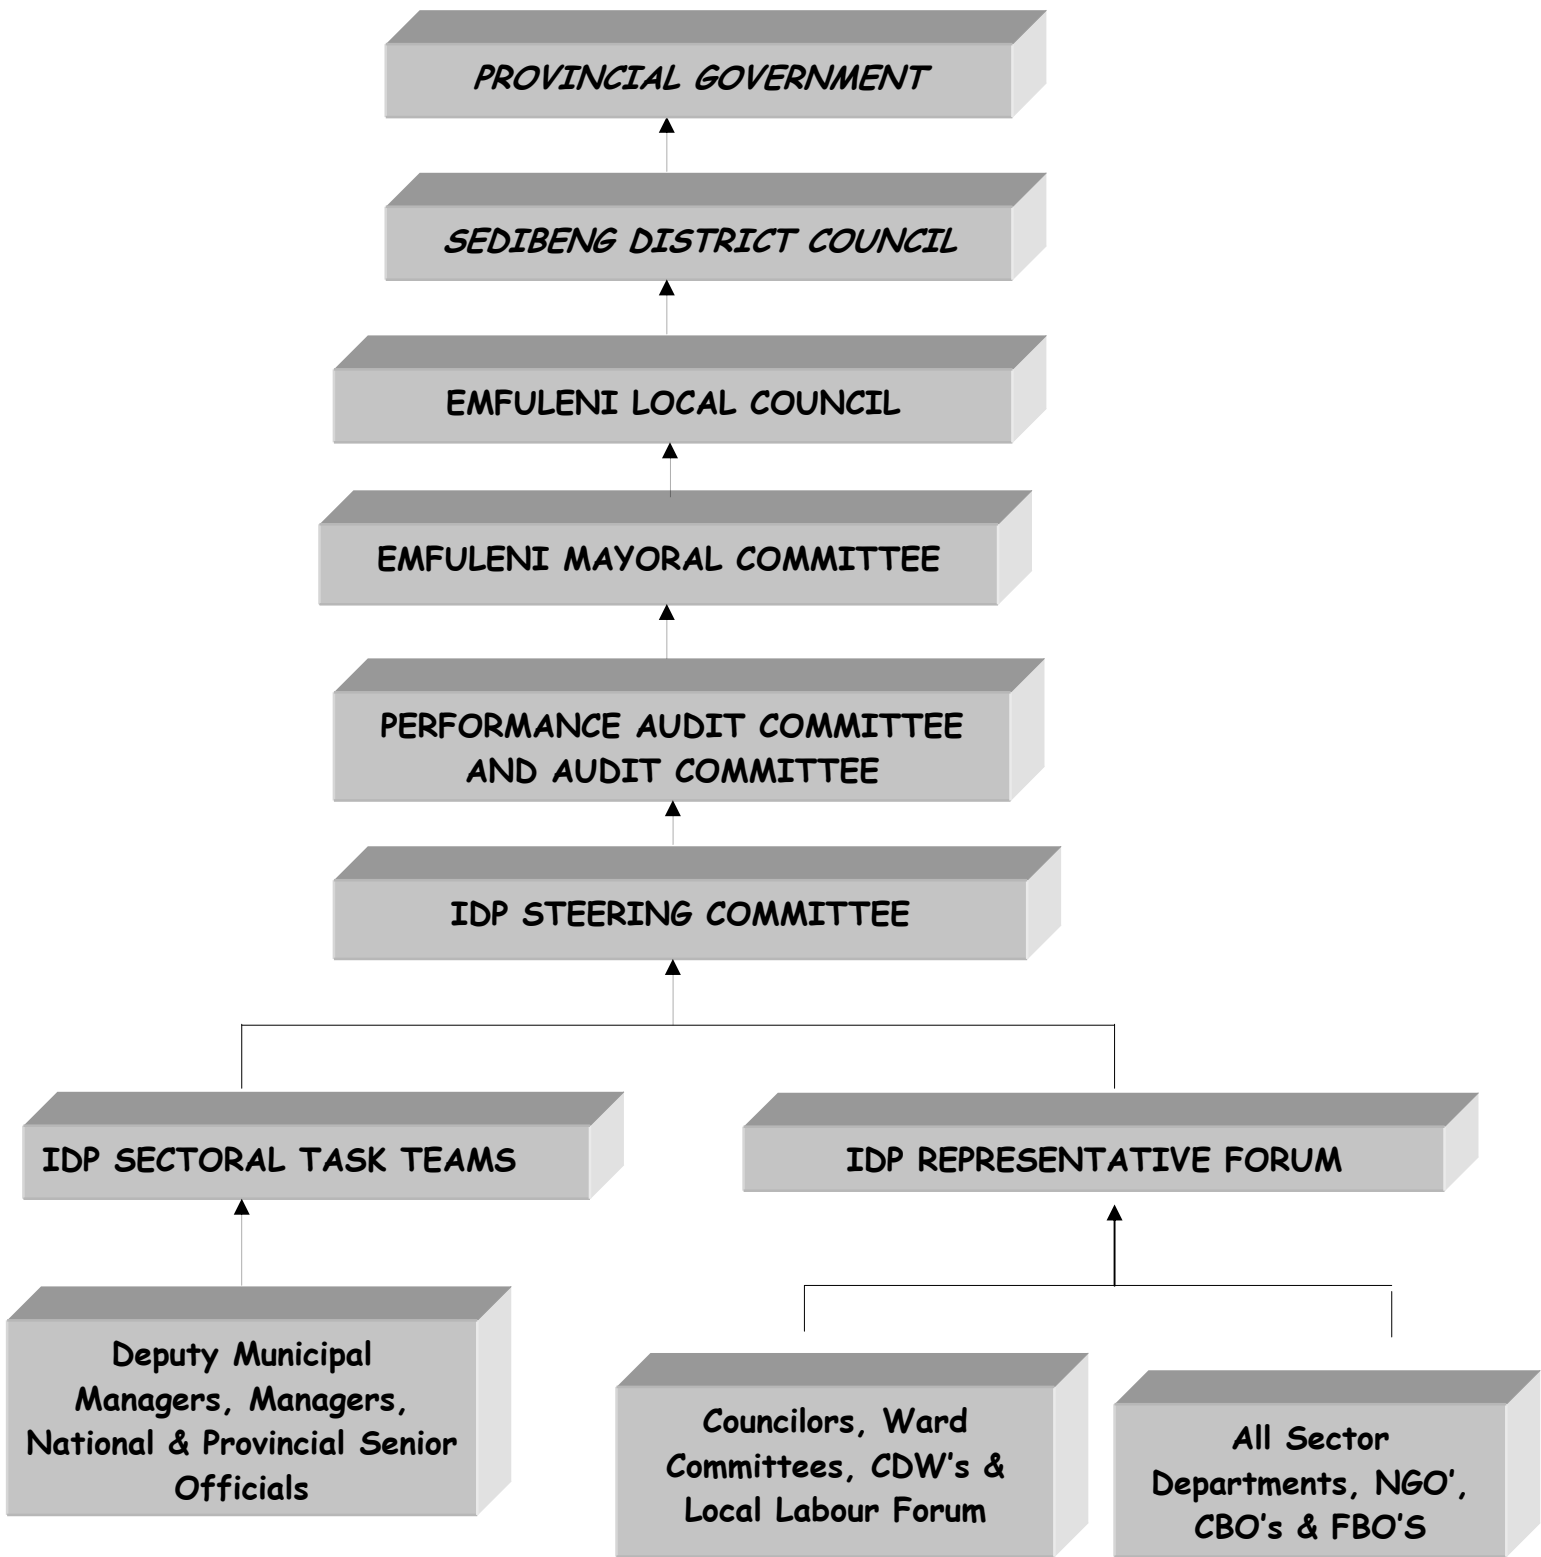 PROVINCIAL GOVERNMENT
SEDIBENG DISTRICT COUNCIL
EMFULENI LOCAL COUNCIL
EMFULENI MAYORAL COMMITTEE
PERFORMANCE AUDIT COMMITTEE
AND AUDIT COMMITTEE
IDP STEERING COMMITTEE
IDP SECTORAL TASK TEAMS
IDP REPRESENTATIVE FORUM
Deputy Municipal
Managers, Managers,
National & Provincial Senior
Officials
Councilors, Ward
Committees, CDW's &
Local Labour Forum
All Sector
Departments, NGO',
CBO's & FBO'S